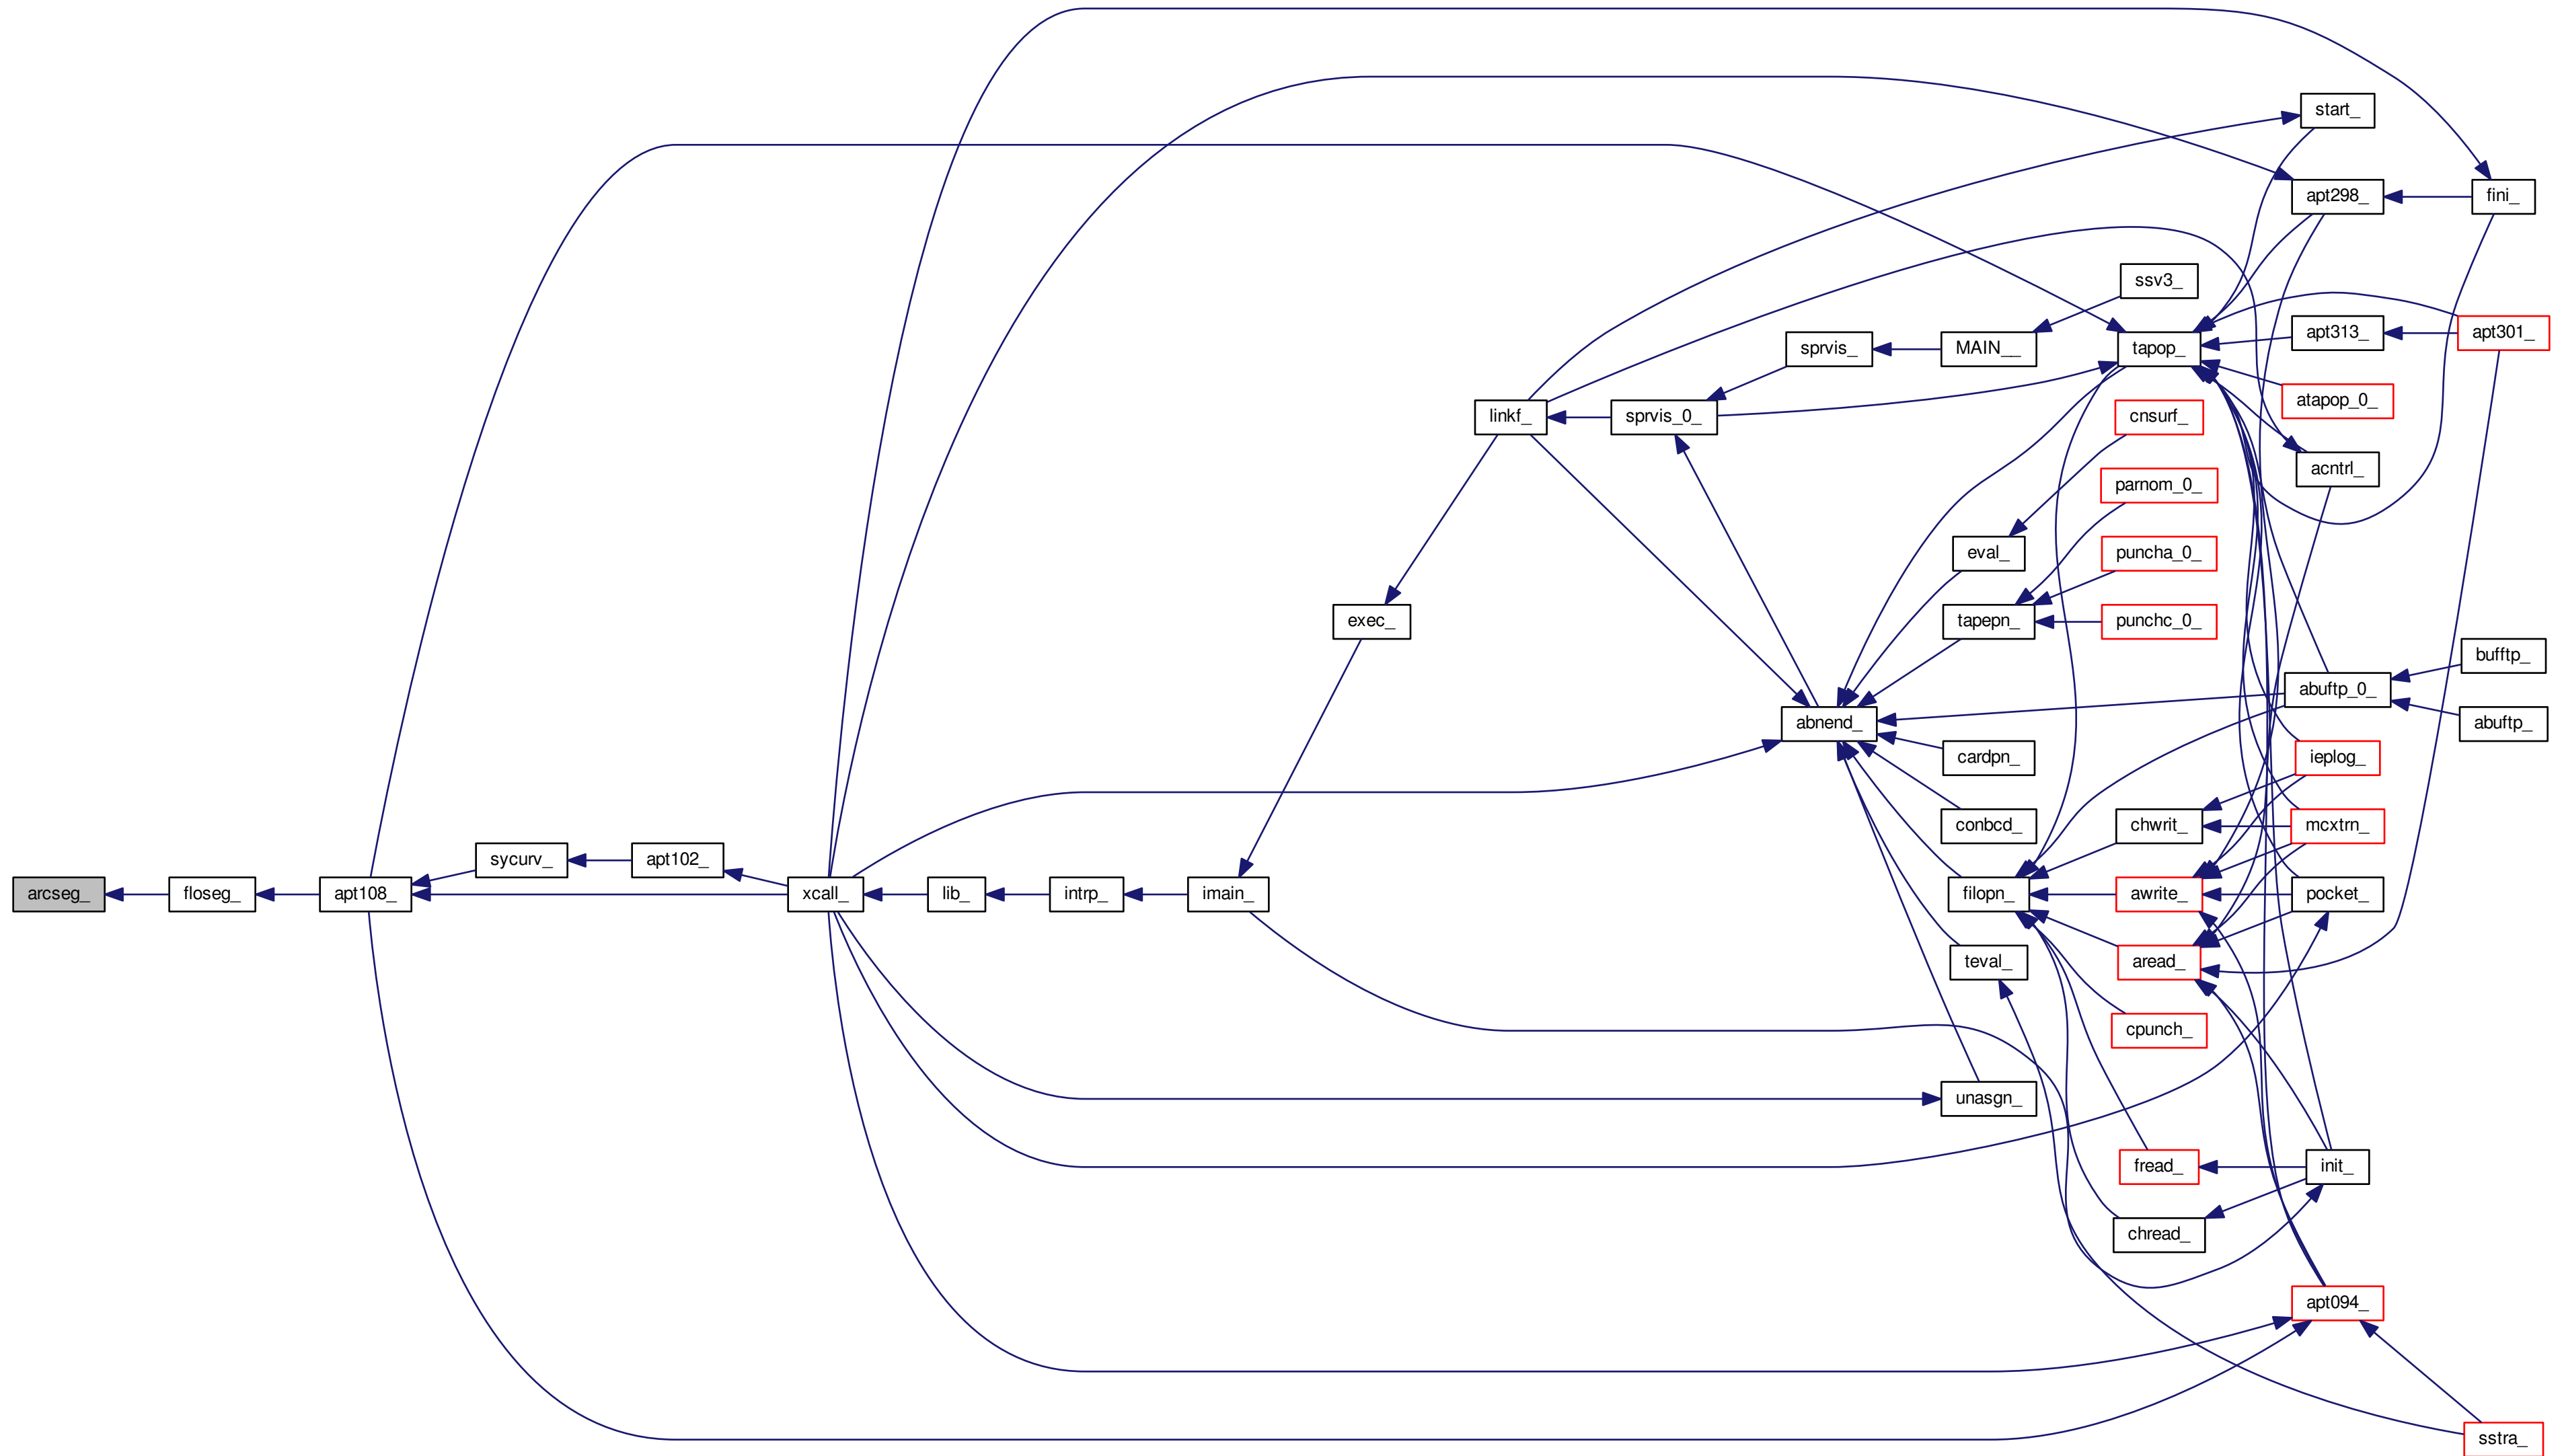 start_
apt298_
fini_
ssv3_
sprvis_
MAIN__
tapop_
apt313_
apt301_
linkf_
sprvis_0_
cnsurf_
atapop_0_
acntrl_
parnom_0_
eval_
puncha_0_
exec_
tapepn_
punchc_0_
bufftp_
abuftp_0_
abnend_
abuftp_
cardpn_
ieplog_
conbcd_
chwrit_
mcxtrn_
sycurv_
apt102_
arcseg_
floseg_
apt108_
xcall_
lib_
intrp_
imain_
filopn_
awrite_
pocket_
teval_
aread_
cpunch_
unasgn_
fread_
init_
chread_
apt094_
sstra_